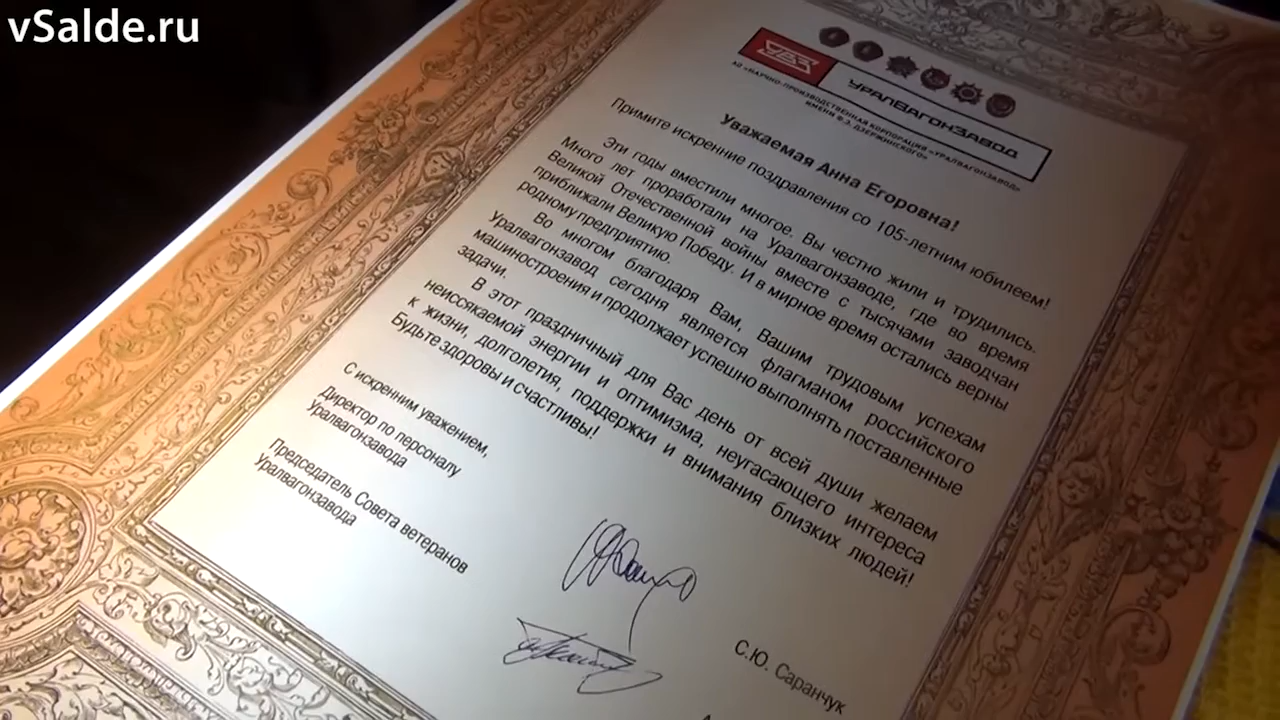 vSalde.ru
УВЗ
УРАЛВАГОНЗАВОД
АО «НАУЧНО-ПРОИЗВОДСТВЕННАЯ КОРПОРАЦИЯ «УРАЛВАГОНЗАВОД»
ИМЕНИ Ф.Э. ДЗЕРЖИНСКОГО»
Уважаемая Анна Егоровна!
Примите искренние поздравления со 105-летним юбилеем!
Эти годы вместили многое. Вы честно жили и трудились.
Много лет проработали на Уралвагонзаводе, где во время
Великой Отечественной войны вместе с тысячами заводчан
приближали Великую Победу. И в мирное время остались верны
родному предприятию.
Во многом благодаря Вам, Вашим трудовым успехам
Уралвагонзавод сегодня является флагманом российского
машиностроения и продолжает успешно выполнять поставленные
задачи.
В этот праздничный для Вас день от всей души желаем
неиссякаемой энергии и оптимизма, неугасающего интереса
к жизни, долголетия, поддержки и внимания близких людей!
Будьте здоровы и счастливы!
С искренним уважением,
Директор по персоналу
Уралвагонзавода
С.Ю. Саранчук
Председатель Совета ветеранов
Уралвагонзавода